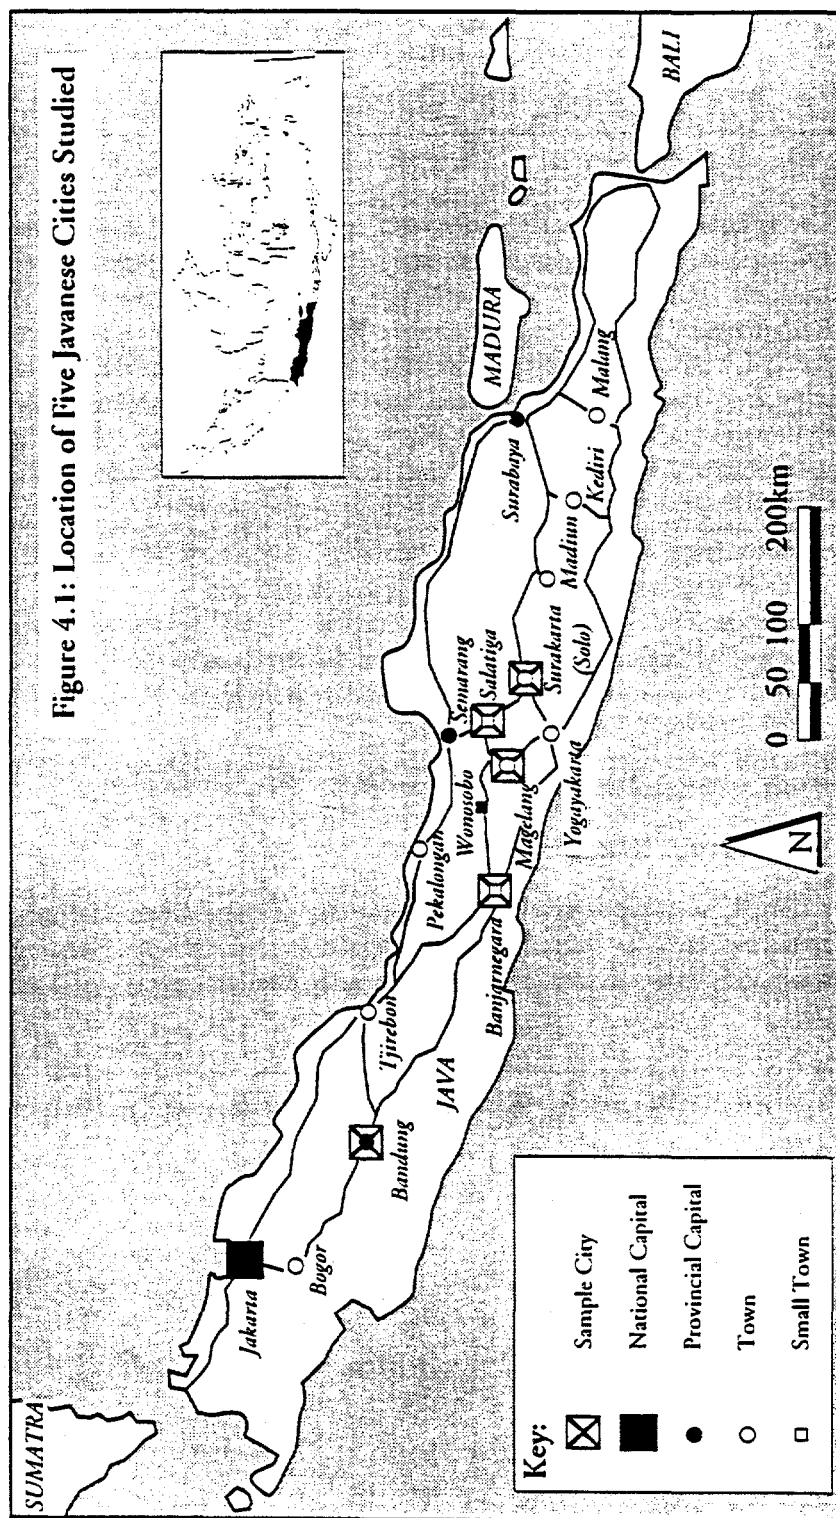 Figure 4.1: Location of Five Javanese Cities Studied
SUMATRA
Jakarta
Bogor
Bandung
Tjirebon
JAVA
Pekalongan
Banjarnegara
Wonosobo
Magelang
Semarang
Salatiga
Yogyakarta
Surakarta
(Solo)
Madiun
Kediri
Surabaya
Malang
MADURA
BALI
Key:
Sample City
National Capital
Provincial Capital
Town
Small Town
N
0 50 100 200km